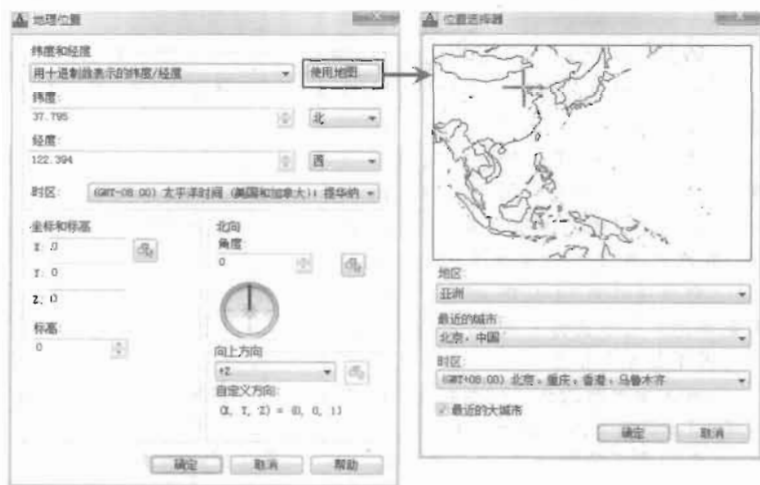 地理位置
纬度和经度
用十进制数表示的纬度/经度
使用地图...
纬度:
37.795
北
经度:
122.394
西
时区:
(GMT-08:00) 太平洋时间 (美国和加拿大); 提华纳
坐标和标高
X: 0
Y: 0
Z: 0
标高:
0
北向
角度:
0
向上方向
+Z
自定义方向:
(X, Y, Z) = (0, 0, 1)
确定
取消
帮助
位置选择器
地区:
亚洲
最近的城市:
北京, 中国
时区:
(GMT+08:00) 北京, 重庆, 香港, 乌鲁木齐
最近的大城市
确定
取消